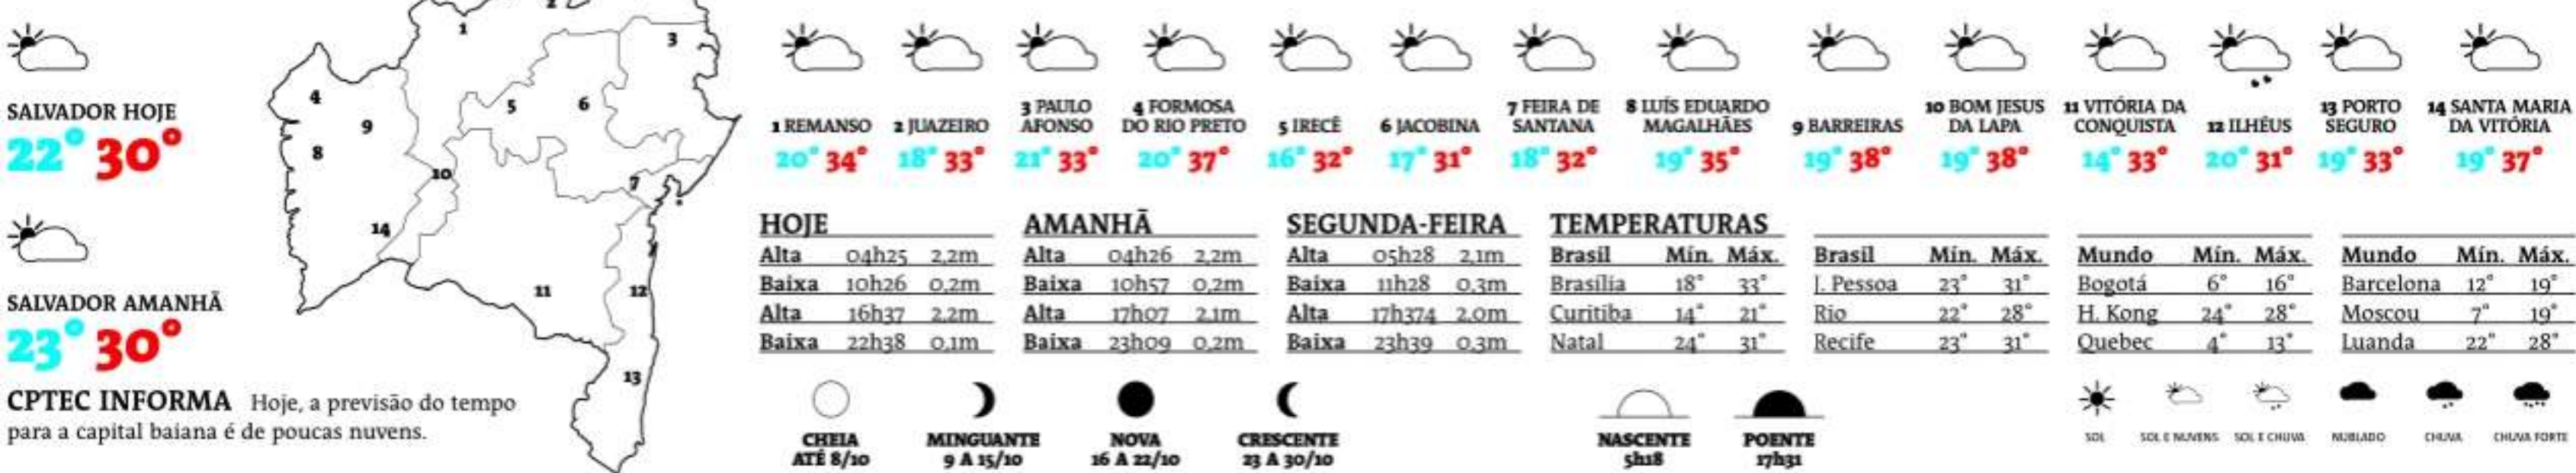 SALVADOR HOJE
22° 30°
SALVADOR AMANHÃ
23° 30°
CPTEC INFORMA Hoje, a previsão do tempo
para a capital baiana é de poucas nuvens.
1
2
3
4
5
6
9
8
10
7
14
11
12
13
1 REMANSO
20° 34°
2 JUAZEIRO
18° 33°
3 PAULO
AFONSO
21° 33°
4 FORMOSA
DO RIO PRETO
20° 37°
5 IRECÊ
16° 32°
6 JACOBINA
17° 31°
7 FEIRA DE
SANTANA
18° 32°
8 LUÍS EDUARDO
MAGALHÃES
19° 35°
9 BARREIRAS
19° 38°
10 BOM JESUS
DA LAPA
19° 38°
11 VITÓRIA DA
CONQUISTA
14° 33°
12 ILHÉUS
20° 31°
13 PORTO
SEGURO
19° 33°
14 SANTA MARIA
DA VITÓRIA
19° 37°
HOJE
Alta 04h25 2,2m
Baixa 10h26 0,2m
Alta 16h37 2,2m
Baixa 22h38 0,1m
AMANHÃ
Alta 04h26 2,2m
Baixa 10h57 0,2m
Alta 17h07 2,1m
Baixa 23h09 0,2m
SEGUNDA-FEIRA
Alta 05h28 2,1m
Baixa 11h28 0,3m
Alta 17h374 2,0m
Baixa 23h39 0,3m
TEMPERATURAS
Brasil Mín. Máx.
Brasília 18° 33°
Curitiba 14° 21°
Natal 24° 31°
Brasil Mín. Máx.
J. Pessoa 23° 31°
Rio 22° 28°
Recife 23° 31°
Mundo Mín. Máx.
Bogotá 6° 16°
H. Kong 24° 28°
Quebec 4° 13°
Mundo Mín. Máx.
Barcelona 12° 19°
Moscou 7° 19°
Luanda 22° 28°
CHEIA
ATÉ 8/10
MINGUANTE
9 A 15/10
NOVA
16 A 22/10
CRESCENTE
23 A 30/10
NASCENTE
5h18
POENTE
17h31
SOL
SOL E NUVENS
SOL E CHUVA
NUBLADO
CHUVA
CHUVA FORTE